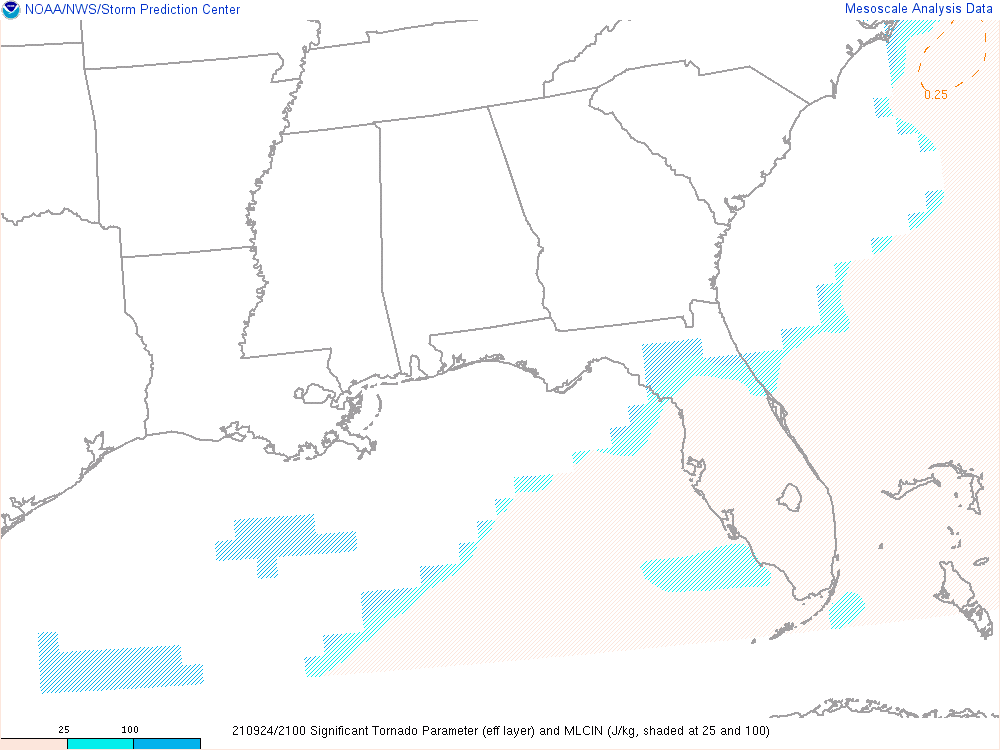 NOAA/NWS/Storm Prediction Center
Mesoscale Analysis Data
0.25
25 100
210924/2100 Significant Tornado Parameter (eff layer) and MLCIN (J/kg, shaded at 25 and 100)